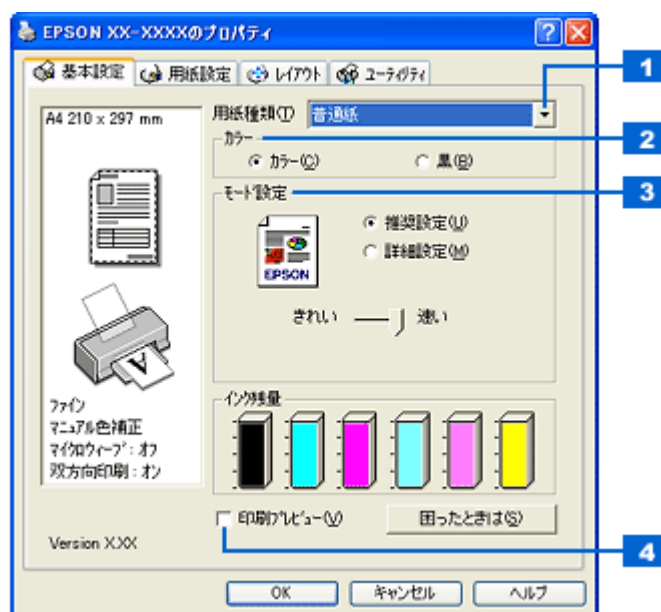 EPSON XX-XXXXのプロパティ
基本設定 用紙設定 レイアウト ユーティリティ
1
A4 210 x 297 mm
用紙種類(T) 普通紙
カラー
2
カラー(C) 黒(B)
モード設定
3
推奨設定(U)
詳細設定(M)
EPSON
きれい 速い
A
ファイン
マニュアル色補正
マイクロウィーブ : オフ
双方向印刷 : オン
インク残量
印刷プレビュー(V) 困ったときは(S)
Version X.XX
4
OK キャンセル ヘルプ